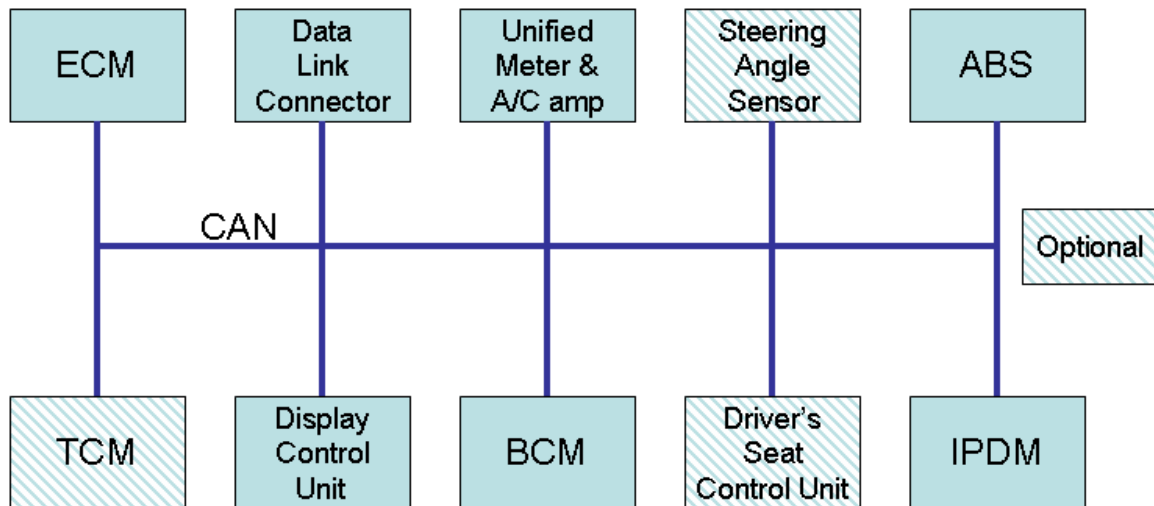 ECM
Data
Link
Connector
Unified
Meter &
A/C amp
Steering
Angle
Sensor
ABS
CAN
Optional
TCM
Display
Control
Unit
BCM
Driver's
Seat
Control Unit
IPDM